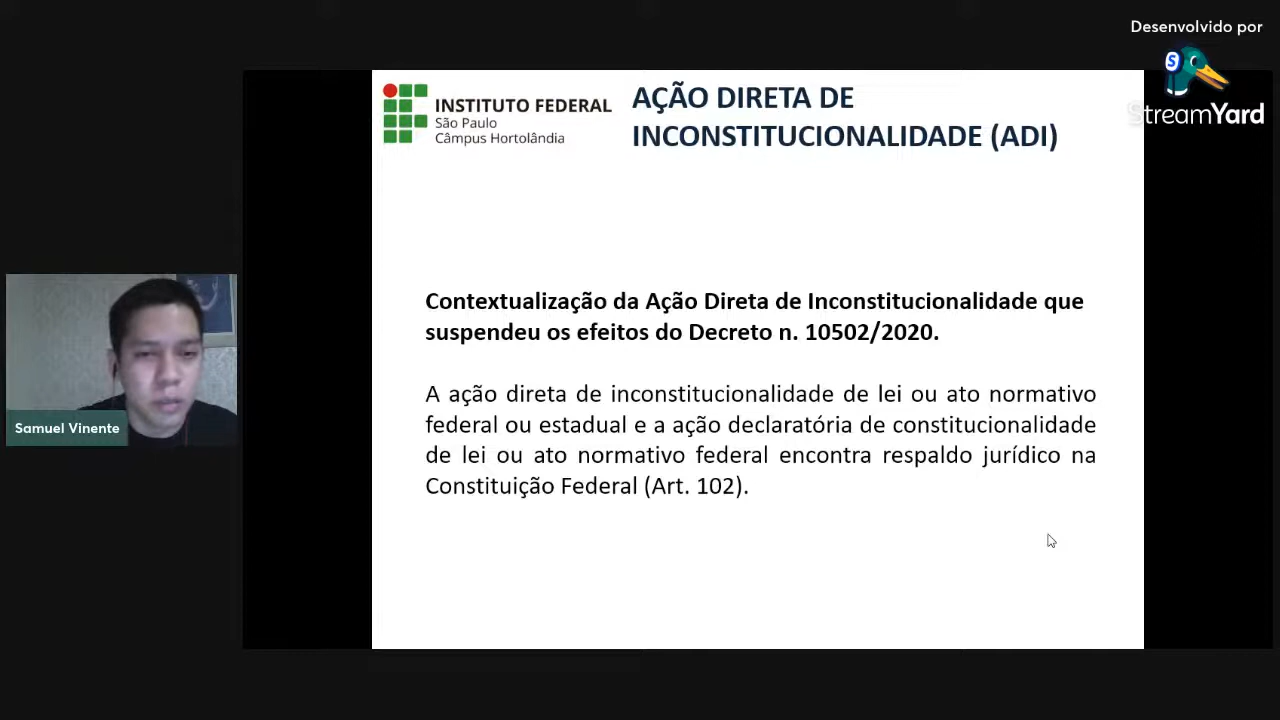 Desenvolvido por
StreamYard
INSTITUTO FEDERAL
São Paulo
Câmpus Hortolândia
AÇÃO DIRETA DE
INCONSTITUCIONALIDADE (ADI)
Contextualização da Ação Direta de Inconstitucionalidade que
suspendeu os efeitos do Decreto n. 10502/2020.
A ação direta de inconstitucionalidade de lei ou ato normativo
federal ou estadual e a ação declaratória de constitucionalidade
de lei ou ato normativo federal encontra respaldo jurídico na
Constituição Federal (Art. 102).
Samuel Vinente